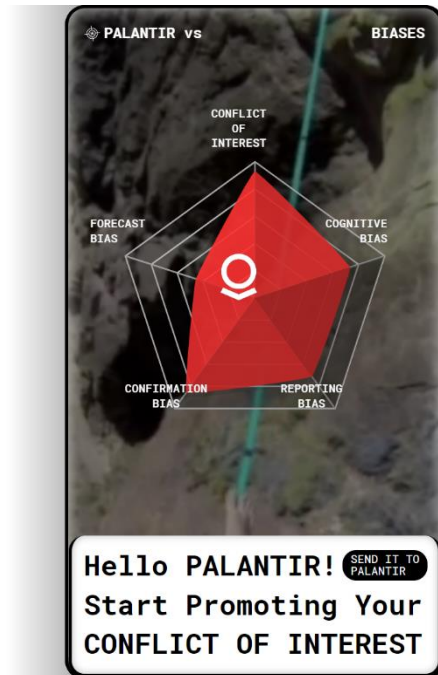 PALANTIR vs BIASES
CONFLICT
OF
INTEREST
FORECAST
BIAS
COGNITIVE
BIAS
CONFIRMATION
BIAS
REPORTING
BIAS
Hello PALANTIR!
SEND IT TO
PALANTIR
Start Promoting Your
CONFLICT OF INTEREST